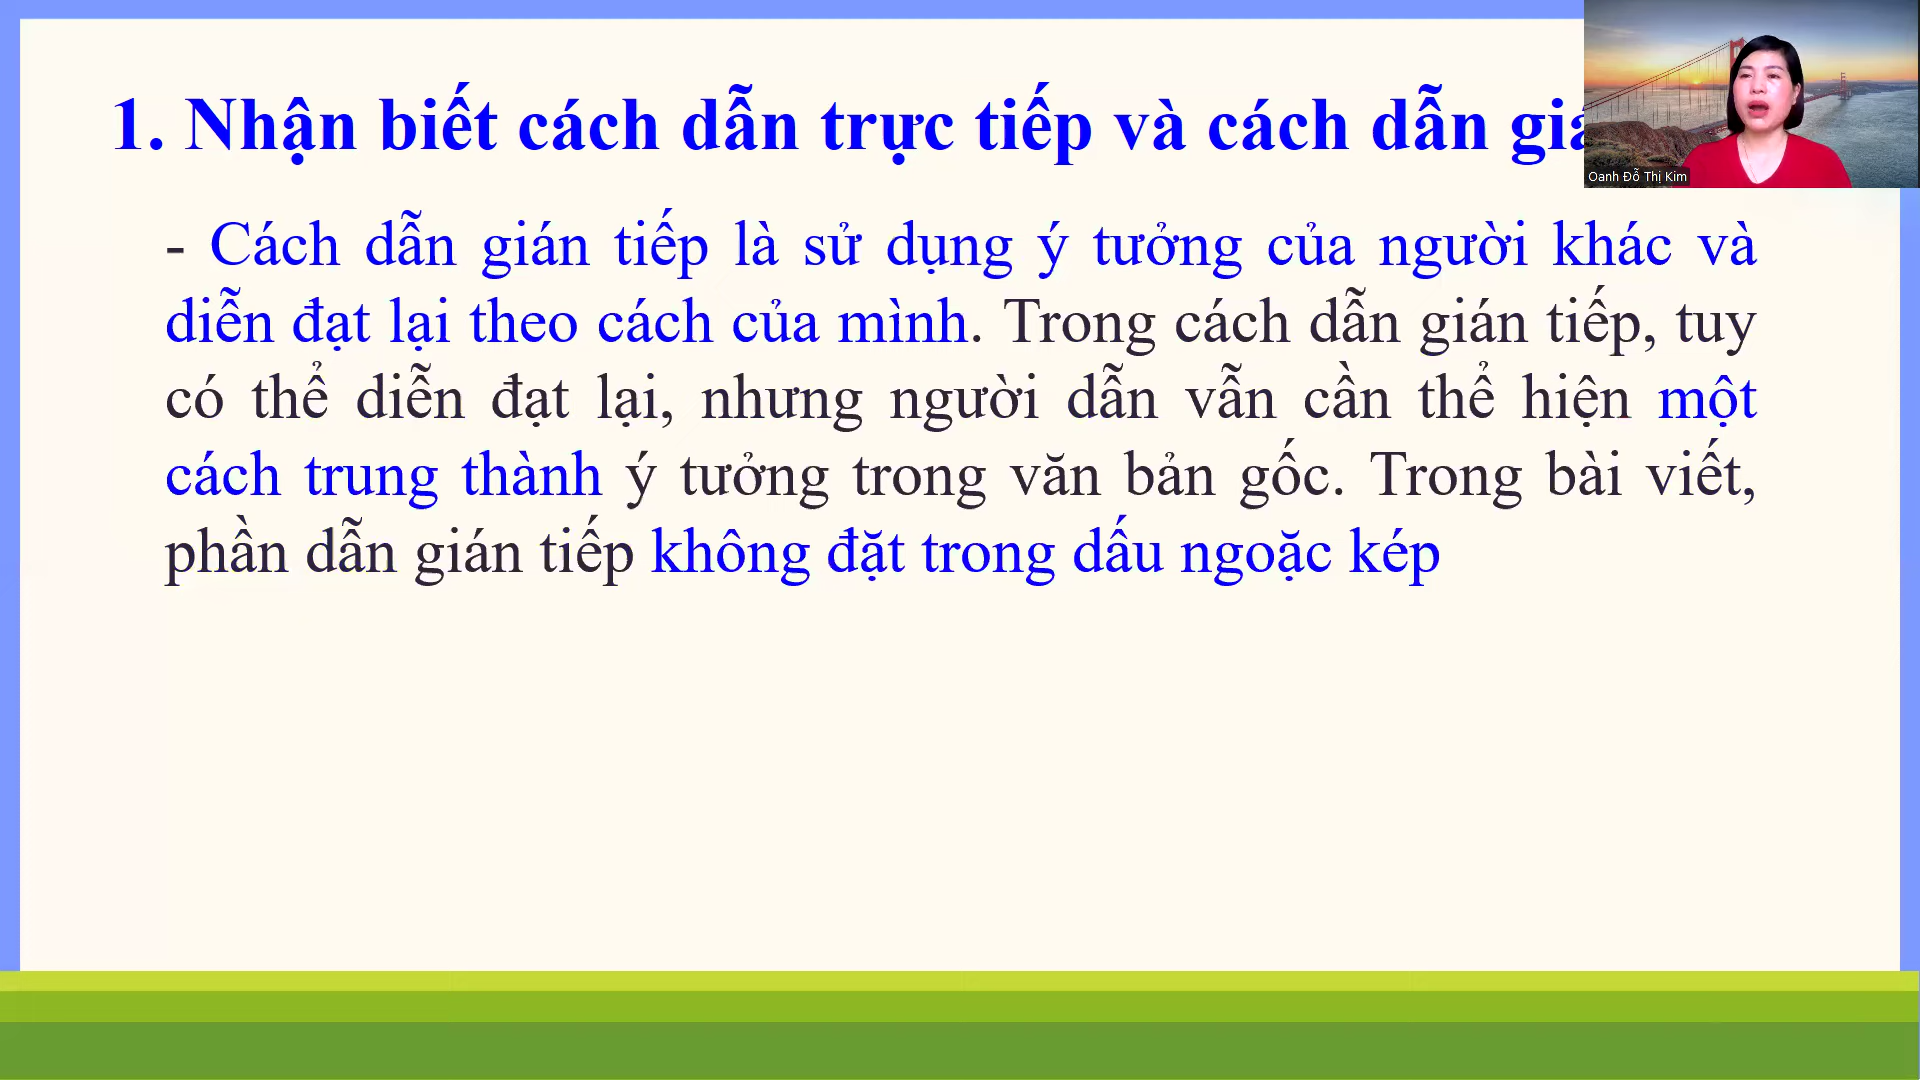 1. Nhận biết cách dẫn trực tiếp và cách dẫn
Oanh Đỗ Thị Kim
- Cách dẫn gián tiếp là sử dụng ý tưởng của người khác và
diễn đạt lại theo cách của mình. Trong cách dẫn gián tiếp, tuy
có thể diễn đạt lại, nhưng người dẫn vẫn cần thể hiện một
cách trung thành ý tưởng trong văn bản gốc. Trong bài viết,
phần dẫn gián tiếp không đặt trong dấu ngoặc kép